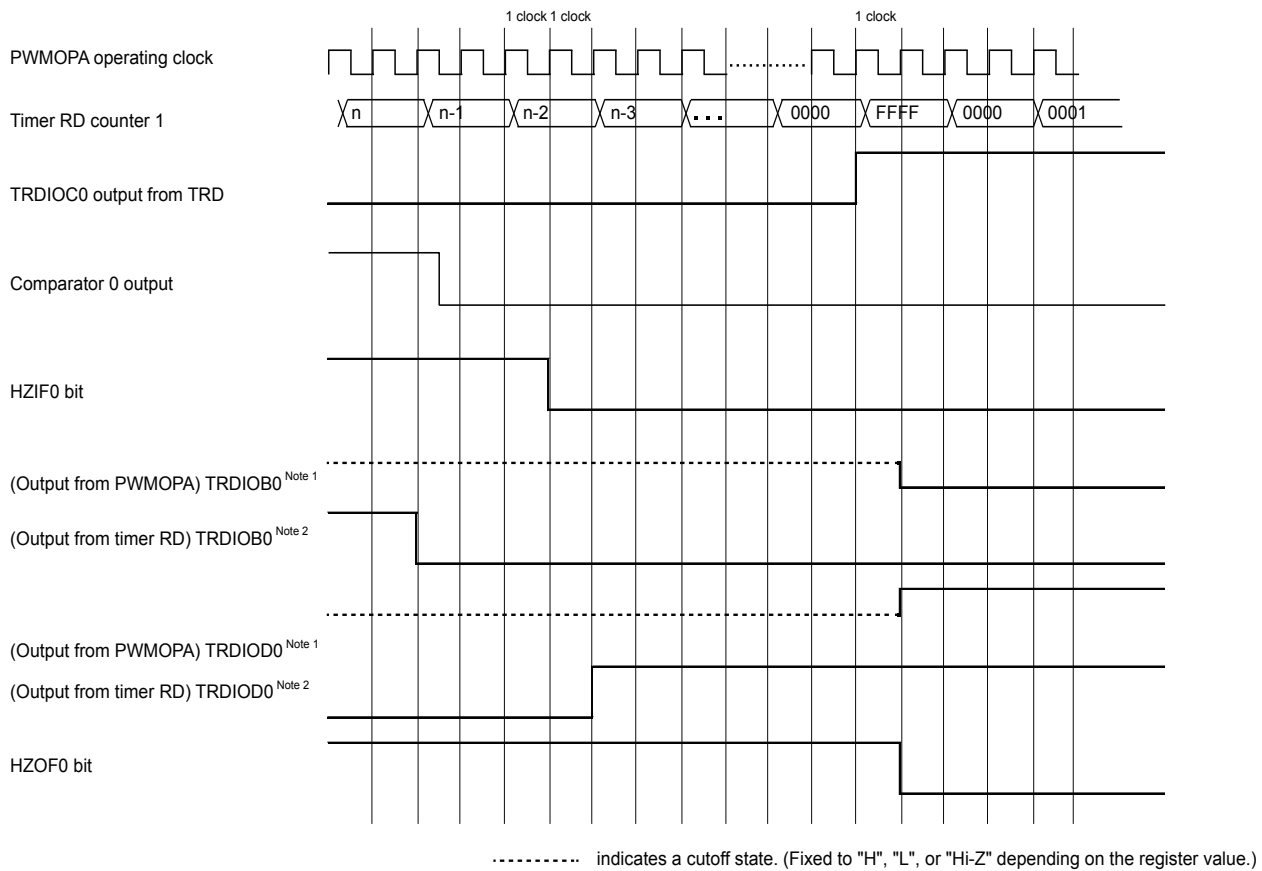 1 clock 1 clock 1 clock
PWMOPA operating clock
Timer RD counter 1 n n-1 n-2 n-3 ... 0000 FFFF 0000 0001
TRDIOC0 output from TRD
Comparator 0 output
HZIF0 bit
(Output from PWMOPA) TRDIOB0 Note 1
(Output from timer RD) TRDIOB0 Note 2
(Output from PWMOPA) TRDIOD0 Note 1
(Output from timer RD) TRDIOD0 Note 2
HZOF0 bit
indicates a cutoff state. (Fixed to "H", "L", or "Hi-Z" depending on the register value.)